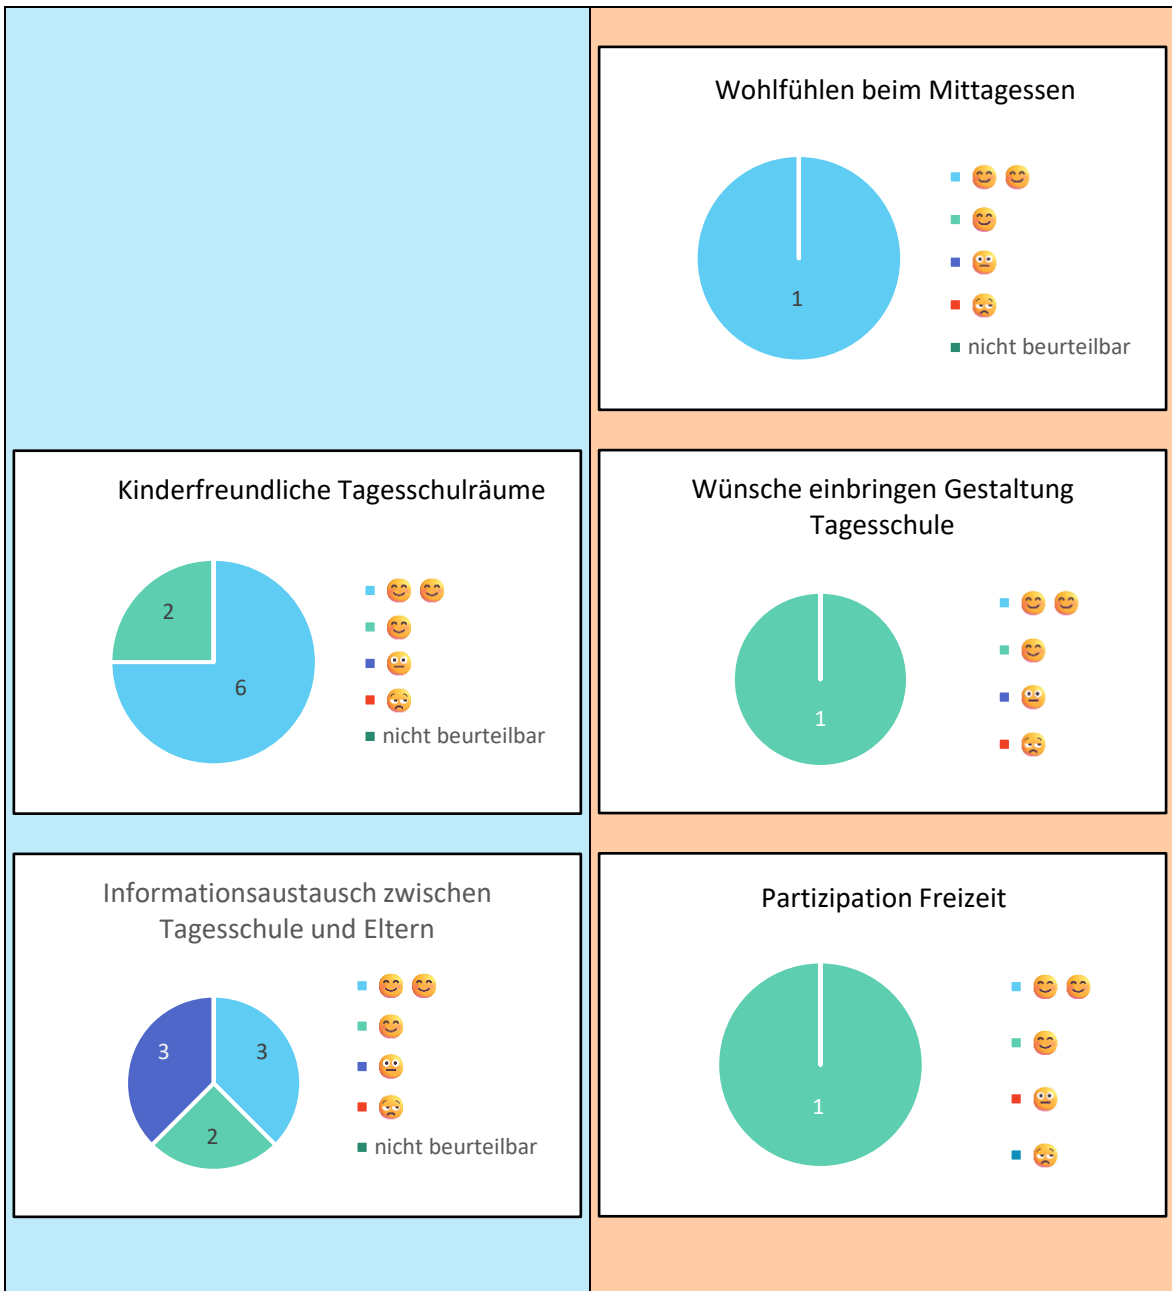 Wohlfühlen beim Mittagessen
1
😊 😊
😊
😐
😩
nicht beurteilbar
Kinderfreundliche Tagesschulräume
2
6
nicht beurteilbar
Wünsche einbringen Gestaltung
Tagesschule
1
Informationsaustausch zwischen
Tagesschule und Eltern
3
3
2
nicht beurteilbar
Partizipation Freizeit
1